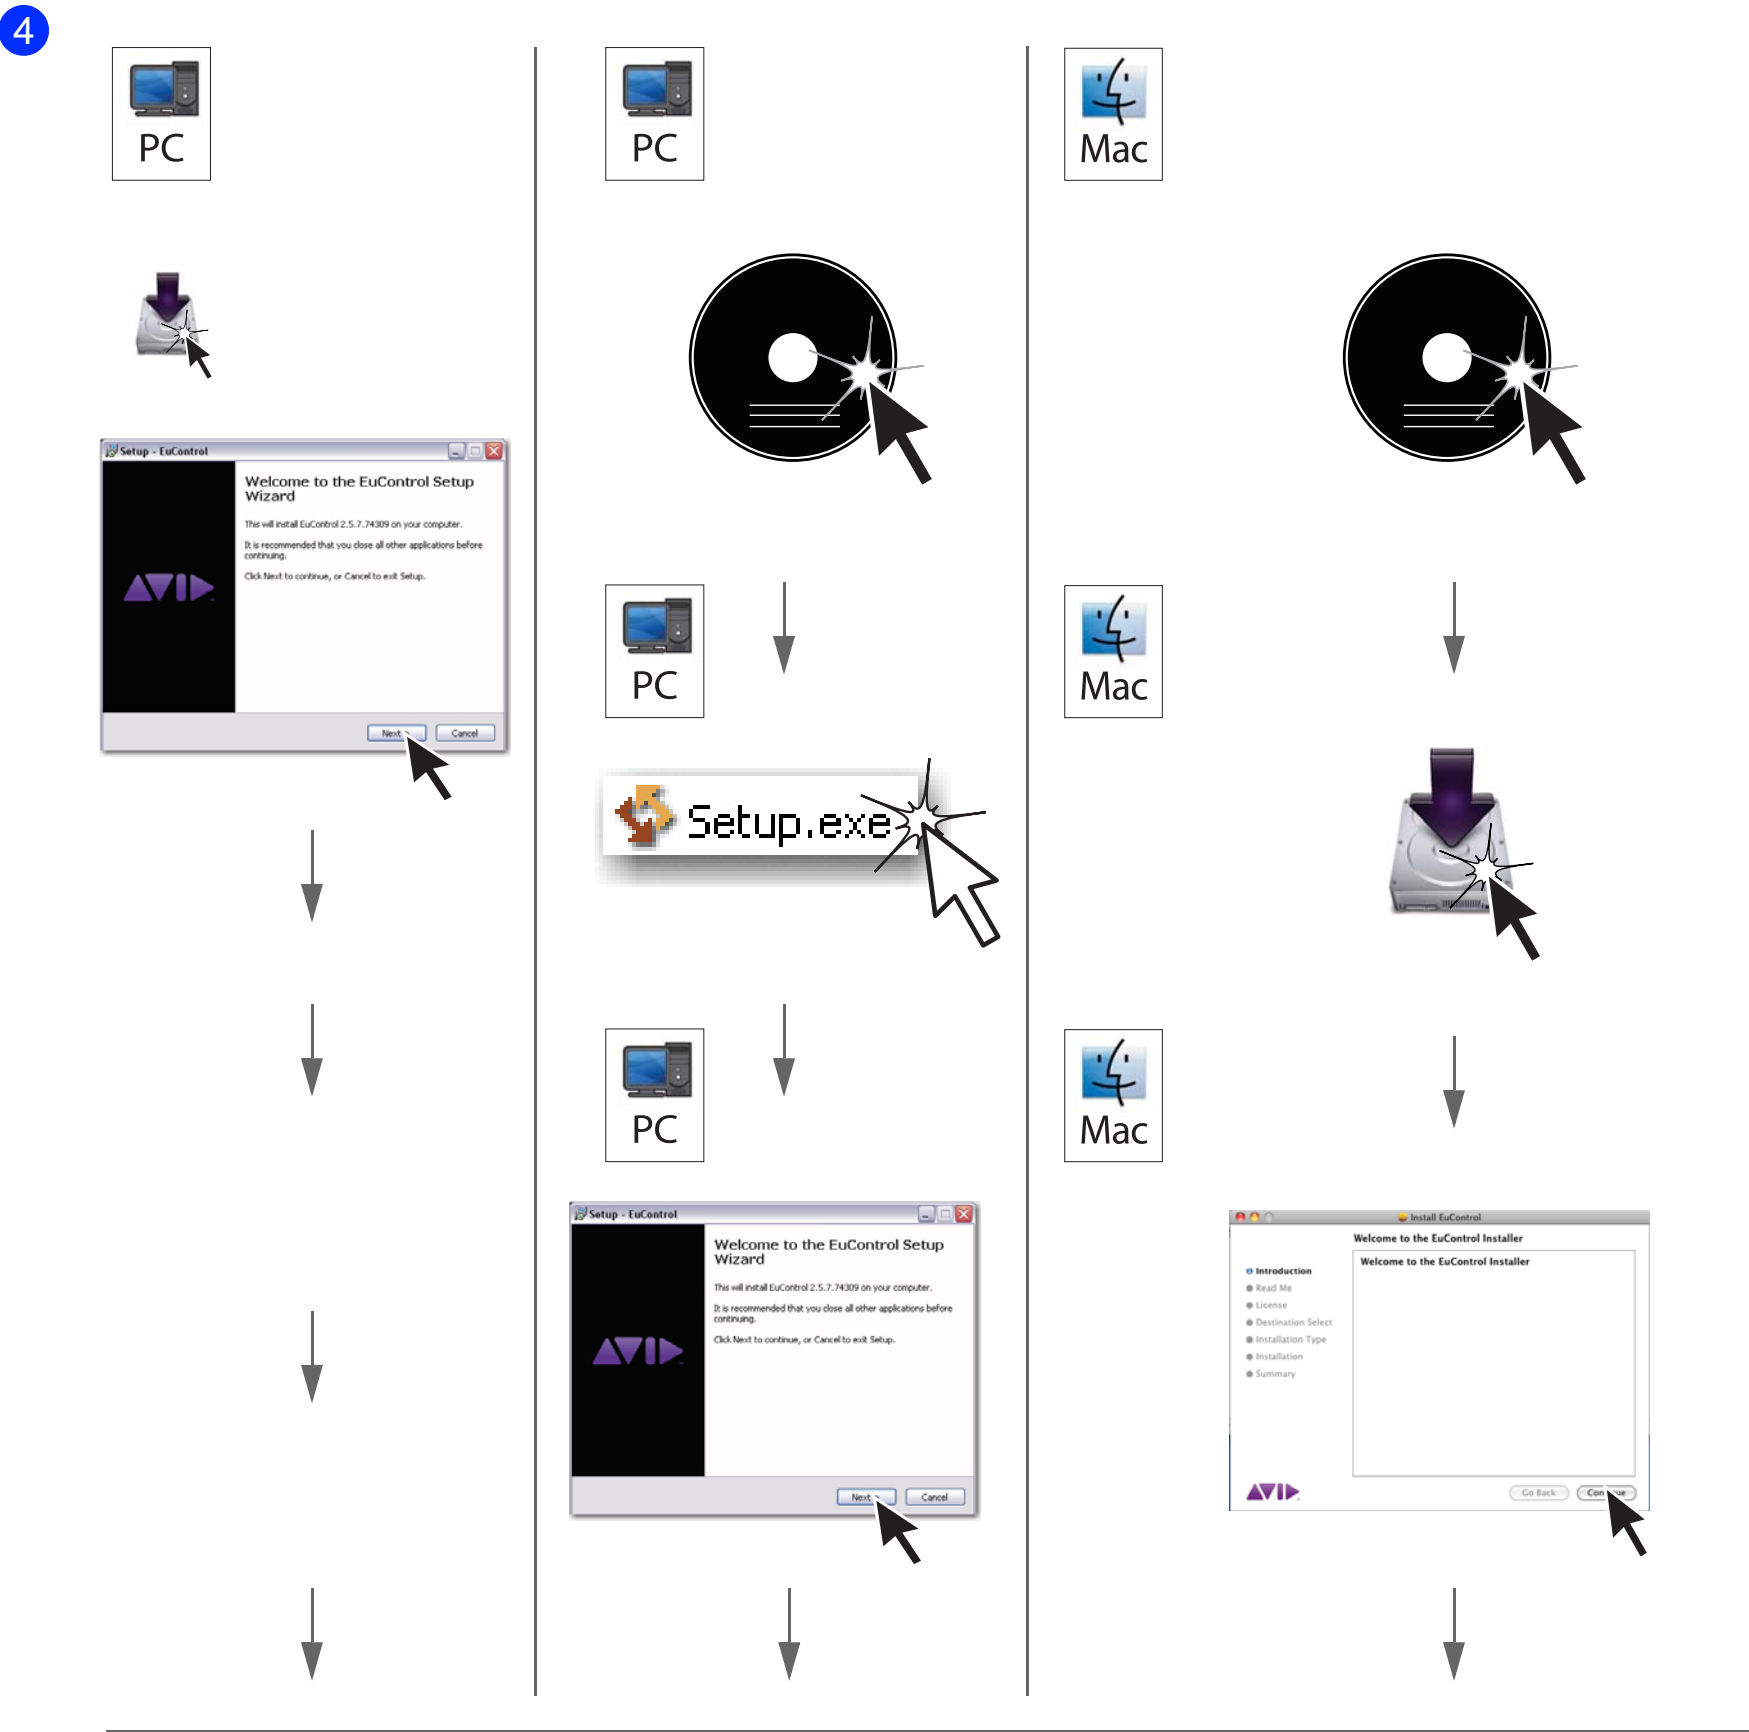 4
PC
Setup - EuControl
Welcome to the EuControl Setup
Wizard
This will install EuControl 2.5.7.74309 on your computer.
It is recommended that you close all other applications before
continuing.
Click Next to continue, or Cancel to exit Setup.
AVID
Next >
Cancel
PC
PC
Setup.exe
PC
Setup - EuControl
Welcome to the EuControl Setup
Wizard
This will install EuControl 2.5.7.74309 on your computer.
It is recommended that you close all other applications before
continuing.
Click Next to continue, or Cancel to exit Setup.
AVID
Next >
Cancel
Mac
Mac
Mac
Install EuControl
Welcome to the EuControl Installer
Welcome to the EuControl Installer
Introduction
Read Me
License
Destination Select
Installation Type
Installation
Summary
AVID
Go Back
Continue